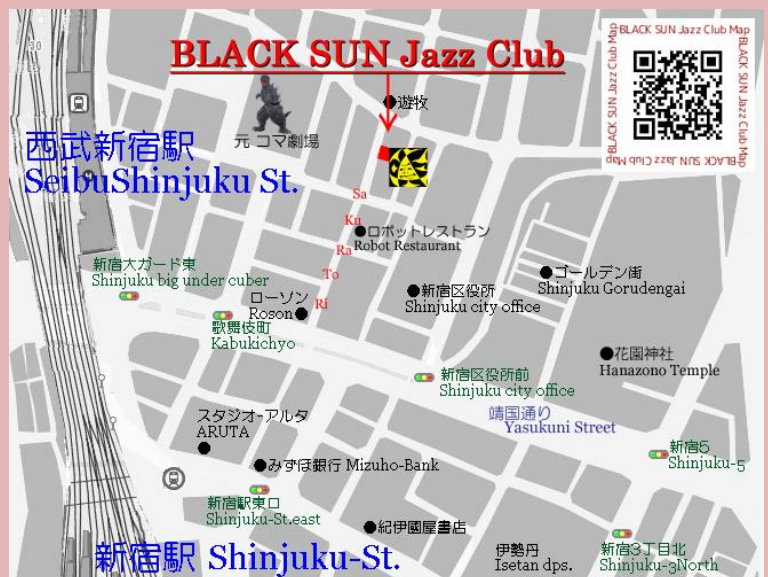 BLACK SUN Jazz Club
BLACK SUN Jazz Club Map
BLACK SUN Jazz Club Map
BLACK SUN Jazz Club Map
BLACK SUN Jazz Club Map
遊牧
元 コマ劇場
西武新宿駅
SeibuShinjuku St.
Sa
Ku
Ra
To
Ri
ロボットレストラン
Robot Restaurant
新宿大ガード東
Shinjuku big under cuber
ローソン
Roson
新宿区役所
Shinjuku city office
ゴールデン街
Shinjuku Gorudengai
歌舞伎町
Kabukichyo
花園神社
Hanazono Temple
新宿区役所前
Shinjuku city office
靖国通り
Yasukuni Street
スタジオ-アルタ
ARUTA
みずほ銀行 Mizuho-Bank
新宿5
Shinjuku-5
新宿駅東口
Shinjuku-St.east
紀伊國屋書店
伊勢丹
Isetan dps.
新宿3丁目北
Shinjuku-3North
新宿駅 Shinjuku-St.